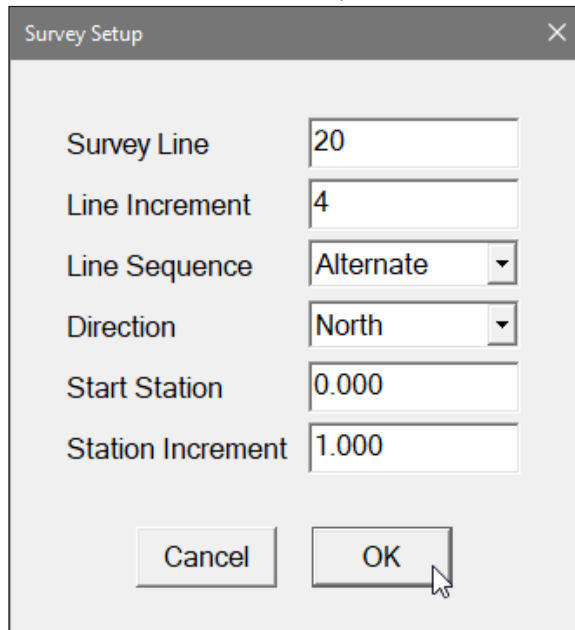 Survey Setup
Survey Line 20
Line Increment 4
Line Sequence Alternate
Direction North
Start Station 0.000
Station Increment 1.000
Cancel OK